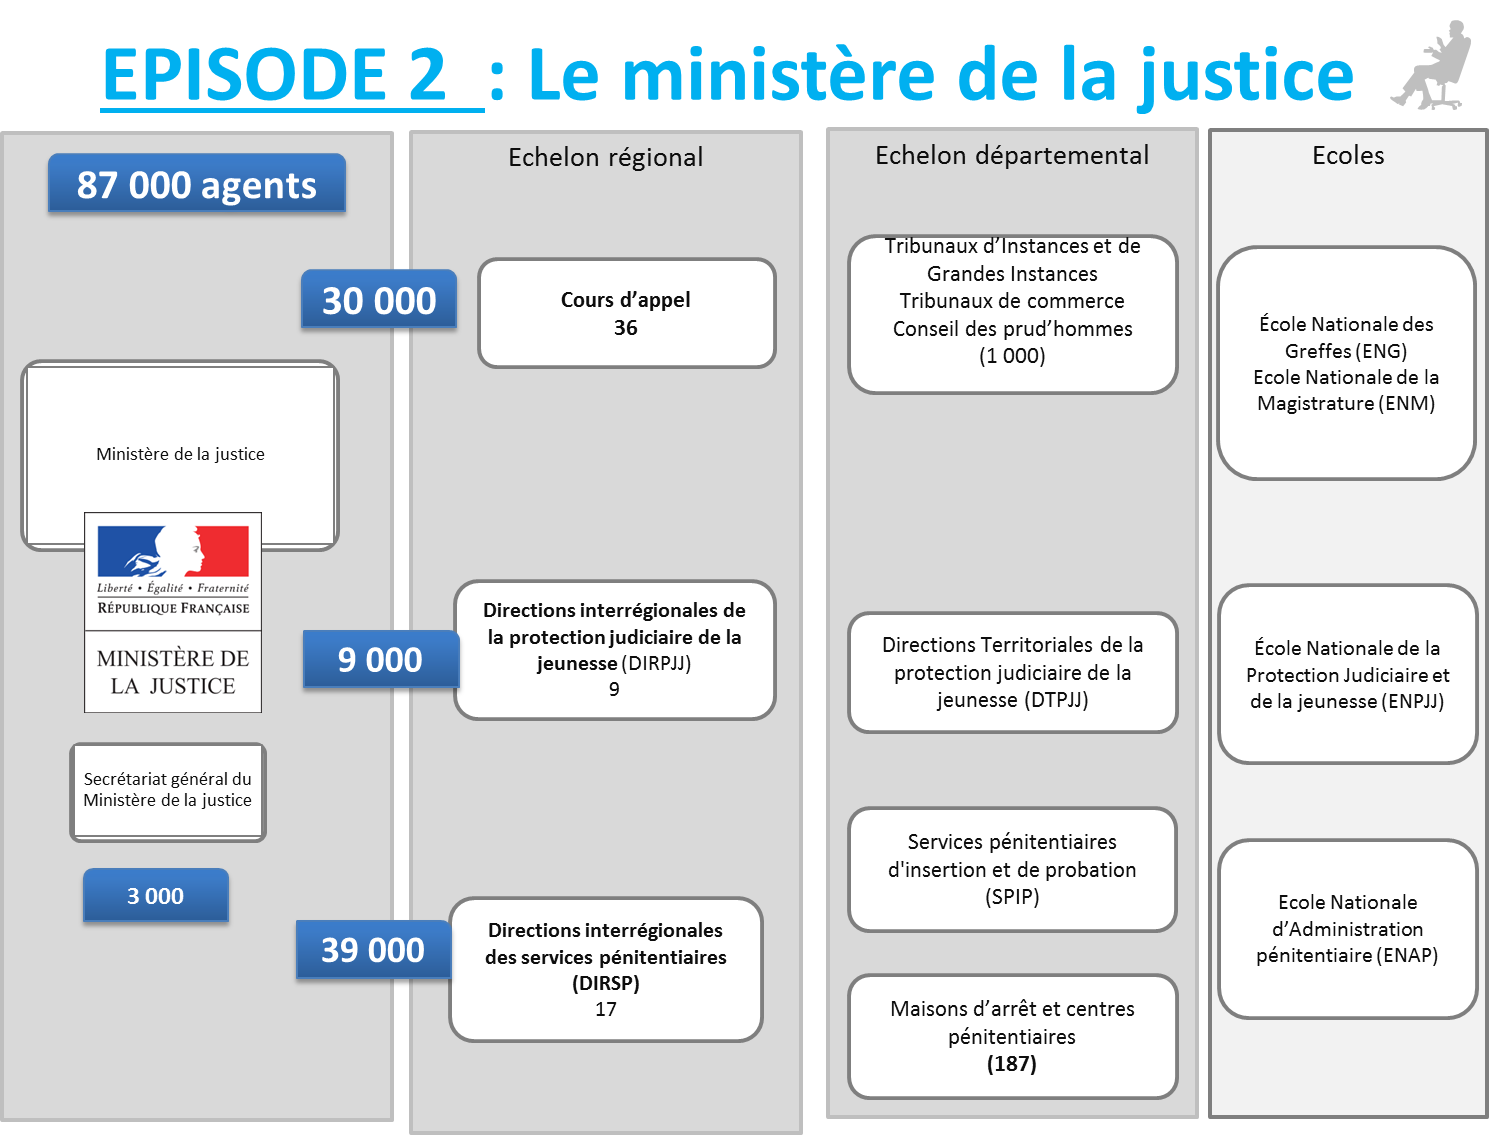 EPISODE 2 : Le ministère de la justice
87 000 agents
Ministère de la justice
Liberté • Égalité • Fraternité
RÉPUBLIQUE FRANÇAISE
MINISTÈRE DE
LA JUSTICE
Secrétariat général du
Ministère de la justice
3 000
Echelon régional
30 000
Cours d’appel
36
9 000
Directions interrégionales de
la protection judiciaire de la
jeunesse (DIRPJJ)
9
39 000
Directions interrégionales
des services pénitentiaires
(DIRSP)
17
Echelon départemental
Tribunaux d’Instances et de
Grandes Instances
Tribunaux de commerce
Conseil des prud’hommes
(1 000)
Directions Territoriales de la
protection judiciaire de la
jeunesse (DTPJJ)
Services pénitentiaires
d'insertion et de probation
(SPIP)
Maisons d’arrêt et centres
pénitentiaires
(187)
Ecoles
École Nationale des
Greffes (ENG)
Ecole Nationale de la
Magistrature (ENM)
École Nationale de la
Protection Judiciaire et
de la jeunesse (ENPJJ)
Ecole Nationale
d’Administration
pénitentiaire (ENAP)